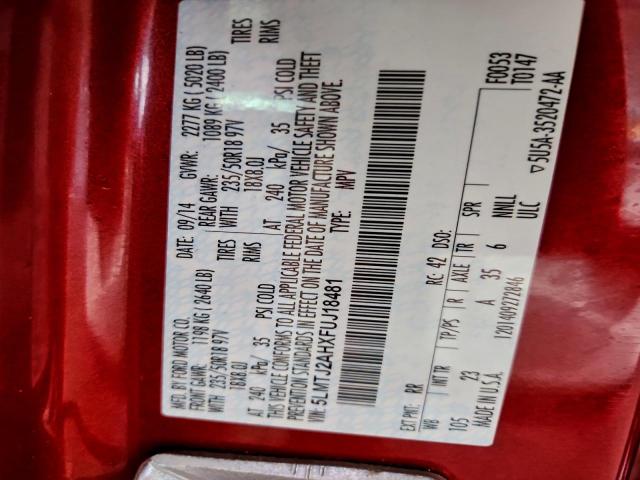 MFD. BY FORD MOTOR CO.
DATE: 09/14 GVWR: 2277 KG ( 5020 LB)
FRONT GAWR: 1198 KG (2640LB) REAR GAWR: 1089 KG ( 2400 LB)
WITH 235/50R18 97V TIRES WITH 235/50R18 97V TIRES
18X8.0J RIMS 18X8.0J RIMS
AT 240 kPa/ 35 PSI COLD AT 240 kPa/ 35 PSI COLD
THIS VEHICLE CONFORMS TO ALL APPLICABLE FEDERAL MOTOR VEHICLE SAFETY AND THEFT
PREVENTION STANDARDS IN EFFECT ON THE DATE OF MANUFACTURE SHOWN ABOVE.
VIN: 5LMTJ2AHXFUJ18481
TYPE: MPV
F0053
T0147
EXT PNT: RR RC: 42 DSO:
WB INT TR TP/PS R AXLE TR SPR
105 23 A 35 6 NNLL
ULC
MADE IN U.S.A. 1201409272846
▽5U5A-3520472-AA